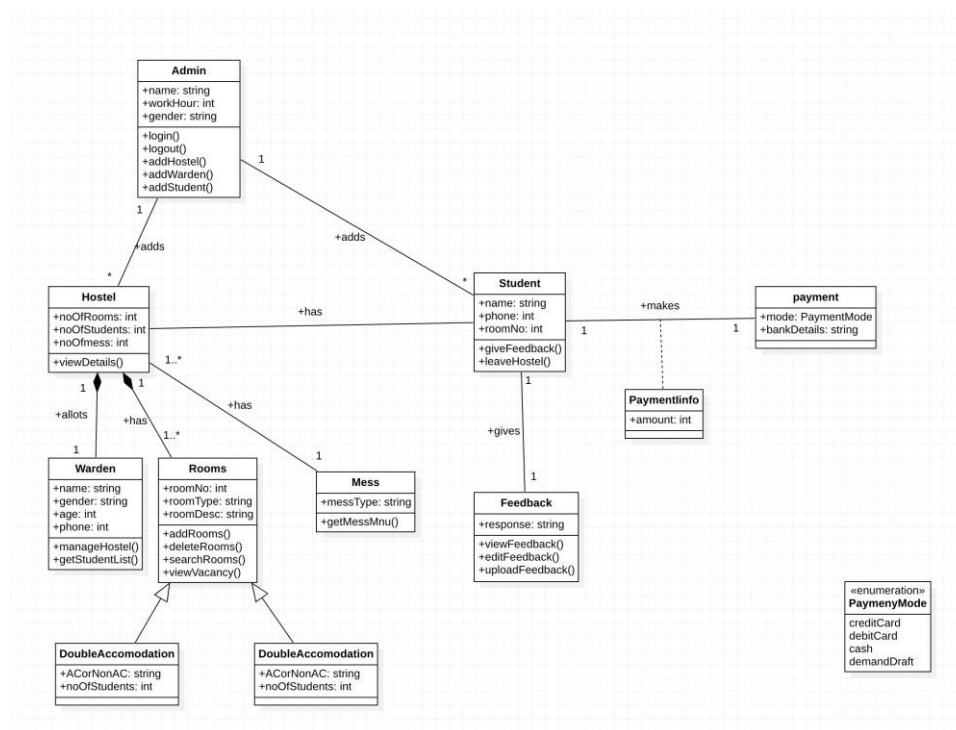 Admin
+name: string
+workHour: int
+gender: string
+login()
+logout()
+addHostel()
+addWarden()
+addStudent()
1
1
+adds
*
+adds
*
Hostel
+noOfRooms: int
+noOfStudents: int
+noOfmess: int
+viewDetails()
+has
Student
+name: string
+phone: int
+roomNo: int
+giveFeedback()
+leaveHostel()
+makes
1
1
payment
+mode: PaymentMode
+bankDetails: string
PaymentIinfo
+amount: int
1
1
1..*
+allots
+has
+has
1
1..*
1
1
+gives
1
Warden
+name: string
+gender: string
+age: int
+phone: int
+manageHostel()
+getStudentList()
Rooms
+roomNo: int
+roomType: string
+roomDesc: string
+addRooms()
+deleteRooms()
+searchRooms()
+viewVacancy()
Mess
+messType: string
+getMessMnu()
Feedback
+response: string
+viewFeedback()
+editFeedback()
+uploadFeedback()
DoubleAccomodation
+ACorNonAC: string
+noOfStudents: int
DoubleAccomodation
+ACorNonAC: string
+noOfStudents: int
«enumeration»
PaymenyMode
creditCard
debitCard
cash
demandDraft